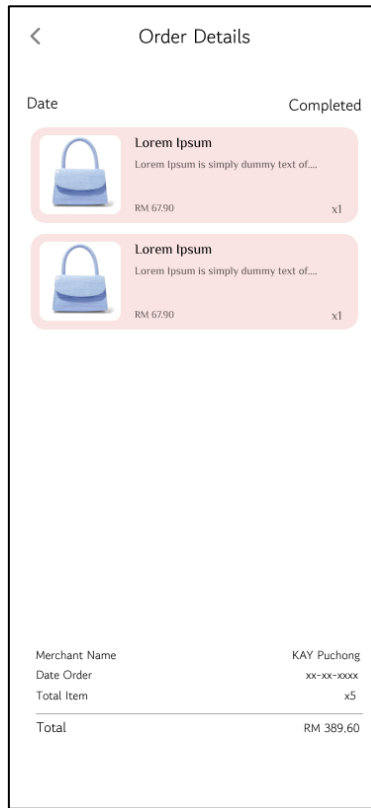 Order Details
Date Completed
Lorem Ipsum
Lorem Ipsum is simply dummy text of....
RM 67.90 x1
Lorem Ipsum
Lorem Ipsum is simply dummy text of....
RM 67.90 x1
Merchant Name KAY Puchong
Date Order xx-xx-xxxx
Total Item x5
Total RM 389.60